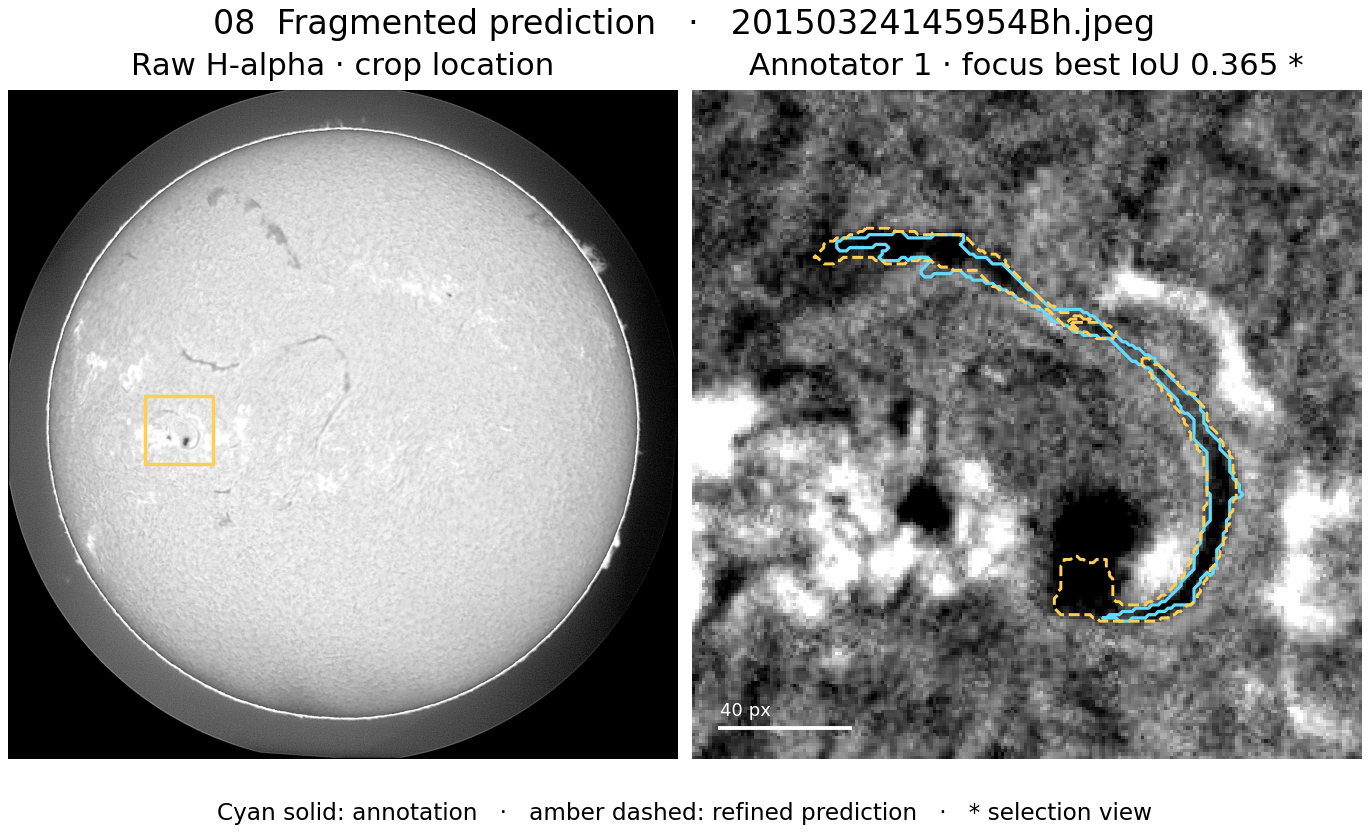 08  Fragmented prediction   ·   20150324145954Bh.jpeg
Raw H-alpha · crop location
Annotator 1 · focus best IoU 0.365 *
40 px
Cyan solid: annotation   ·   amber dashed: refined prediction   ·   * selection view